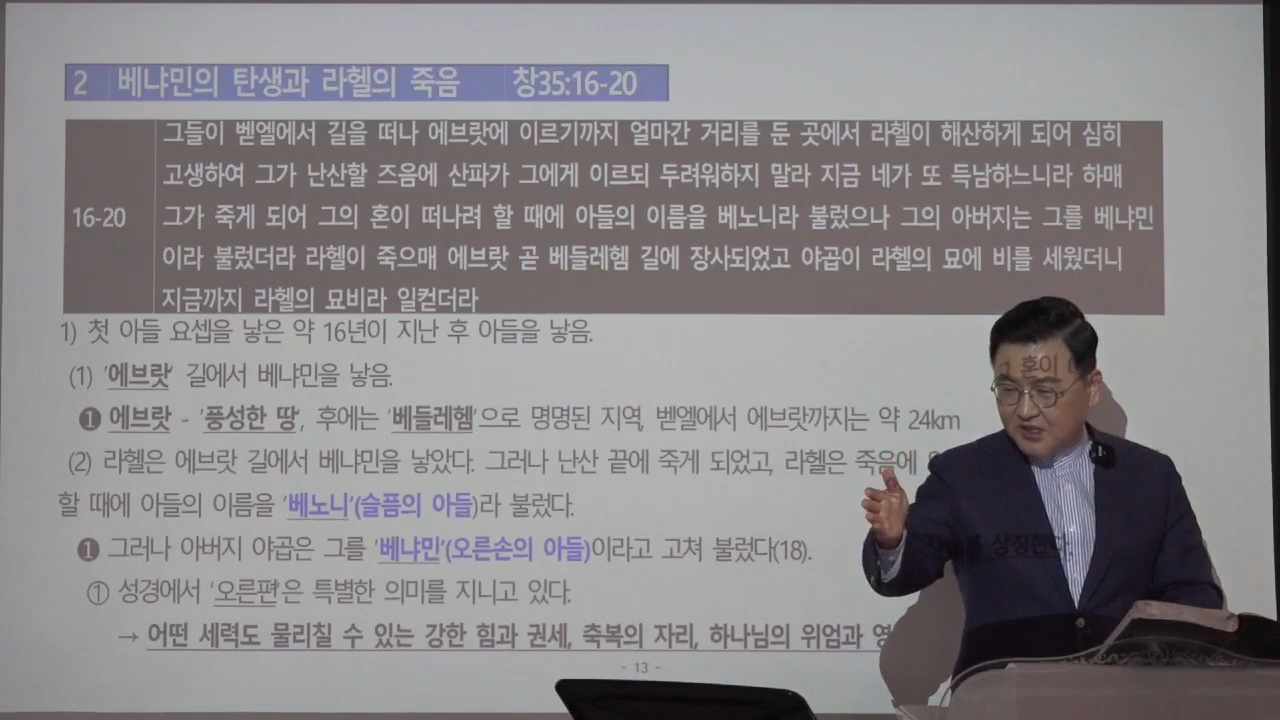 2 베냐민의 탄생과 라헬의 죽음 창35:16-20
16-20
그들이 벧엘에서 길을 떠나 에브랏에 이르기까지 얼마간 거리를 둔 곳에서 라헬이 해산하게 되어 심히
고생하여 그가 난산할 즈음에 산파가 그에게 이르되 두려워하지 말라 지금 네가 또 득남하느니라 하매
그가 죽게 되어 그의 혼이 떠나려 할 때에 아들의 이름을 베노니라 불렀으나 그의 아버지는 그를 베냐민
이라 불렀더라 라헬이 죽으매 에브랏 곧 베들레헴 길에 장사되었고 야곱이 라헬의 묘에 비를 세웠더니
지금까지 라헬의 묘비라 일컫더라
1) 첫 아들 요셉을 낳은 약 16년이 지난 후 아들을 낳음.
(1) '에브랏' 길에서 베냐민을 낳음.
❶ 에브랏 - '풍성한 땅', 후에는 '베들레헴'으로 명명된 지역, 벧엘에서 에브랏까지는 약 24km
(2) 라헬은 에브랏 길에서 베냐민을 낳았다. 그러나 난산 끝에 죽게 되었고, 라헬은 죽음에 혼이
할 때에 아들의 이름을 '베노니'(슬픔의 아들)라 불렀다.
❶ 그러나 아버지 야곱은 그를 '베냐민'(오른손의 아들)이라고 고쳐 불렀다(18).
① 성경에서 '오른편'은 특별한 의미를 지니고 있다.
→ 어떤 세력도 물리칠 수 있는 강한 힘과 권세, 축복의 자리, 하나님의 위엄과 상징한다.
- 13 -